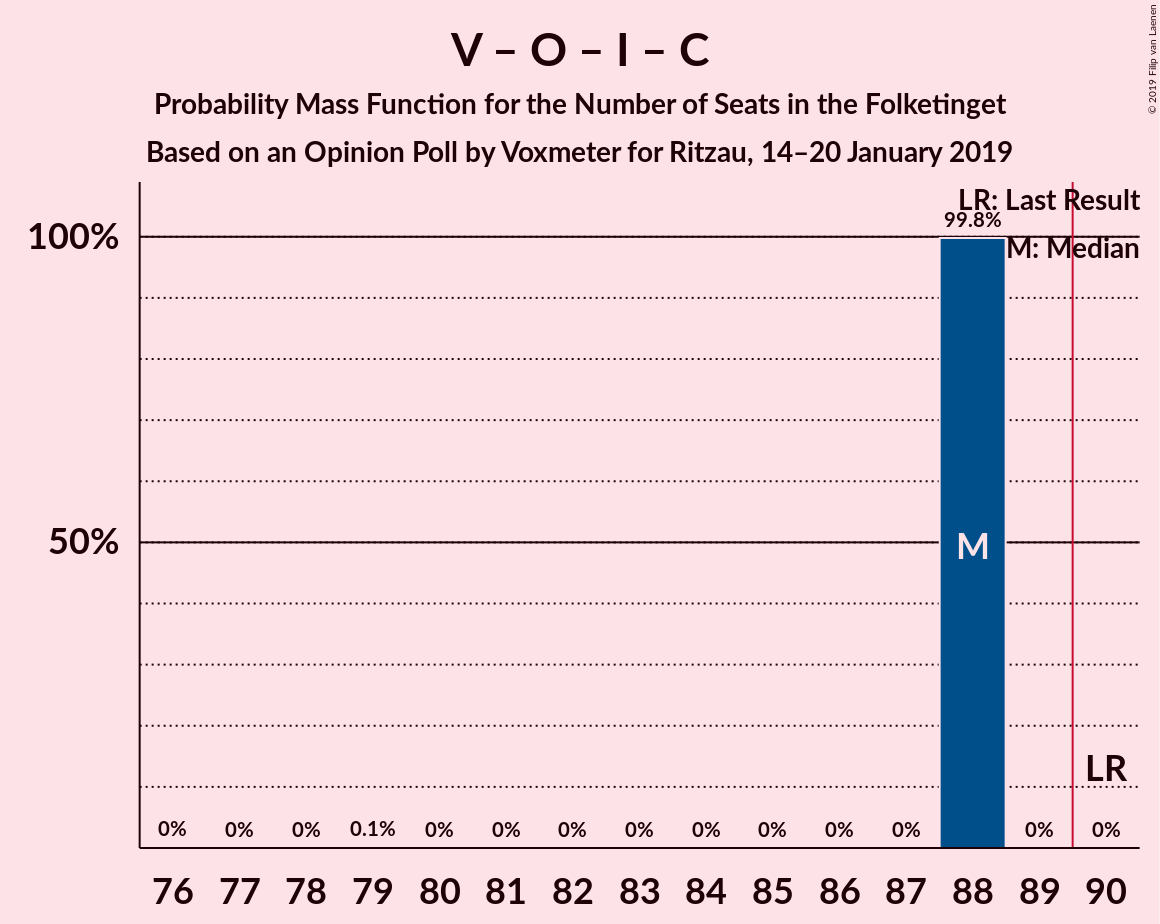 V – O – I – C
Probability Mass Function for the Number of Seats in the Folketinget
Based on an Opinion Poll by Voxmeter for Ritzau, 14–20 January 2019
© 2019 Filip van Laenen
LR: Last Result
99.8%
100%
M: Median
50%
M
LR
0% 0% 0% 0.1% 0% 0% 0% 0% 0% 0% 0% 0% 0% 0%
76 77 78 79 80 81 82 83 84 85 86 87 88 89 90